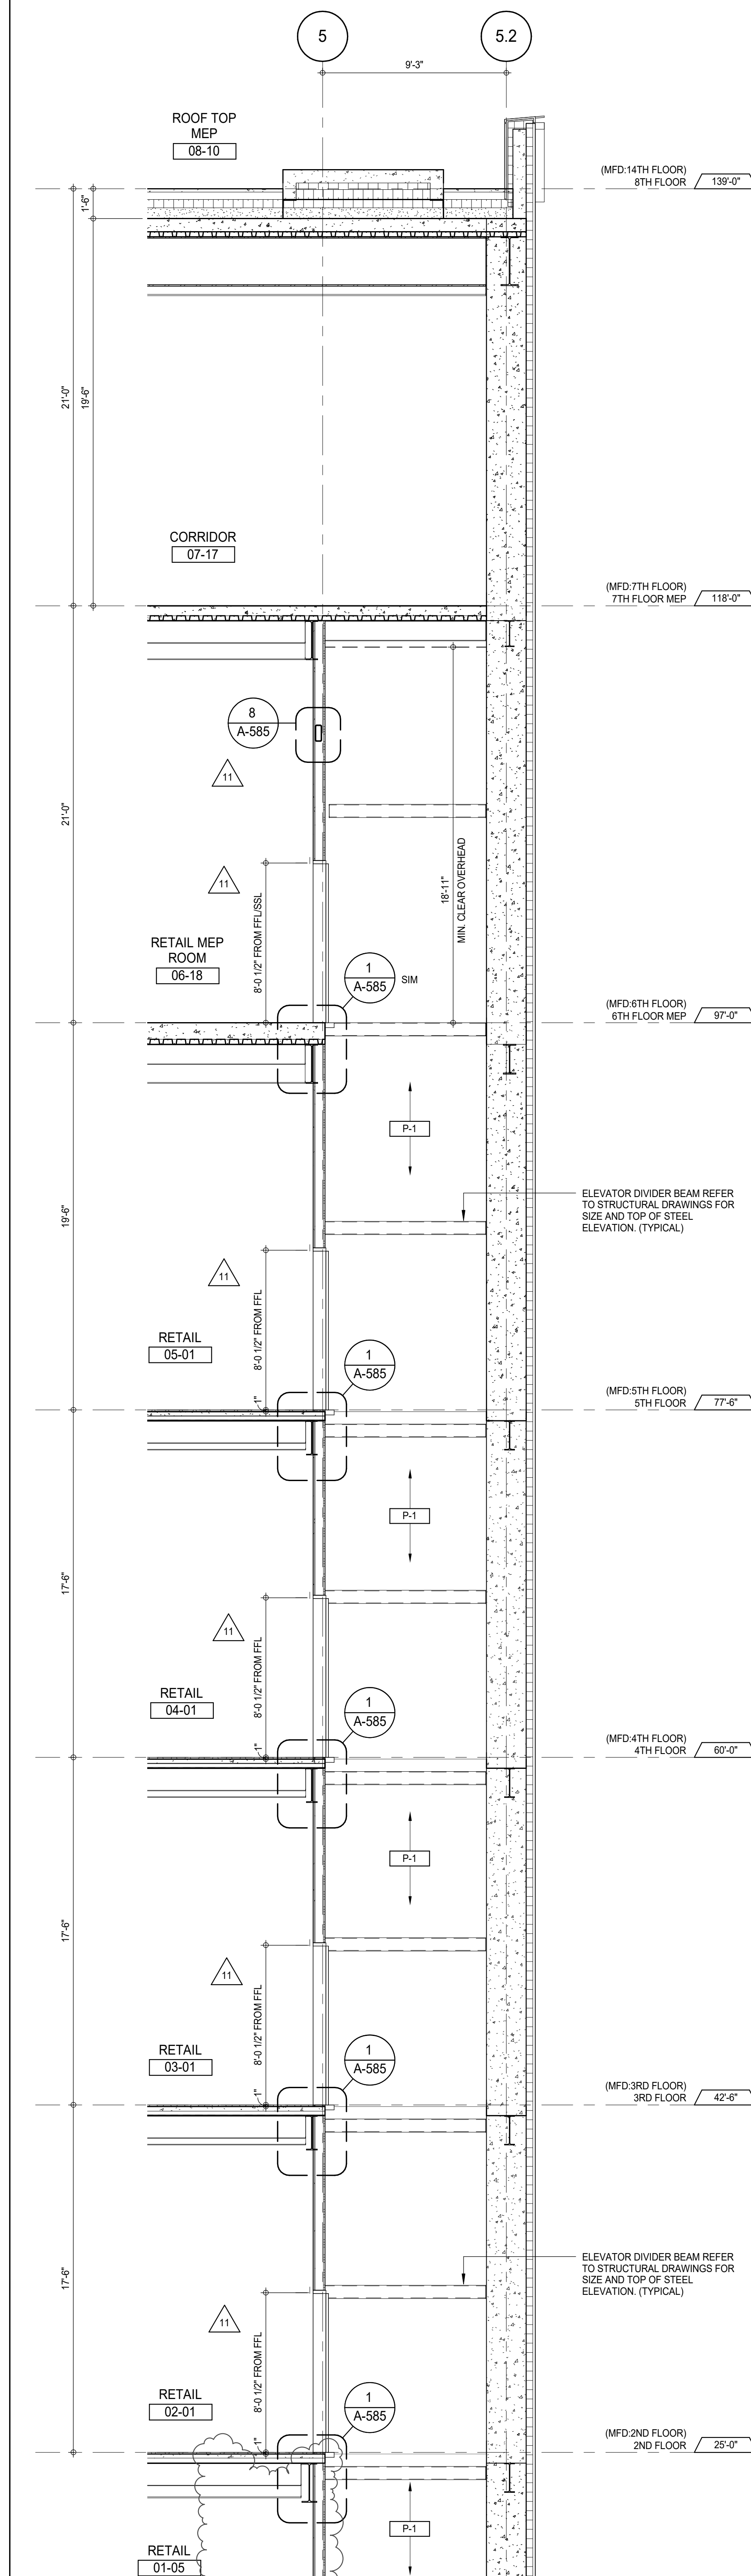 5
5.2
9'-3"
ROOF TOP
MEP
08-10
(MFD:14TH FLOOR)
8TH FLOOR
139'-0"
1'-6"
21'-0"
19'-6"
CORRIDOR
07-17
(MFD:7TH FLOOR)
7TH FLOOR MEP
118'-0"
8
A-585
11
21'-0"
18'-11"
MIN. CLEAR OVERHEAD
11
8'-0 1/2" FROM FFL/SSL
RETAIL MEP
ROOM
06-18
1
A-585
SIM
(MFD:6TH FLOOR)
6TH FLOOR MEP
97'-0"
P-1
19'-6"
ELEVATOR DIVIDER BEAM REFER
TO STRUCTURAL DRAWINGS FOR
SIZE AND TOP OF STEEL
ELEVATION. (TYPICAL)
11
8'-0 1/2" FROM FFL
RETAIL
05-01
1
A-585
1"
(MFD:5TH FLOOR)
5TH FLOOR
77'-6"
P-1
17'-6"
11
8'-0 1/2" FROM FFL
RETAIL
04-01
1
A-585
1"
(MFD:4TH FLOOR)
4TH FLOOR
60'-0"
P-1
17'-6"
11
8'-0 1/2" FROM FFL
RETAIL
03-01
1
A-585
1"
(MFD:3RD FLOOR)
3RD FLOOR
42'-6"
17'-6"
ELEVATOR DIVIDER BEAM REFER
TO STRUCTURAL DRAWINGS FOR
SIZE AND TOP OF STEEL
ELEVATION. (TYPICAL)
11
8'-0 1/2" FROM FFL
RETAIL
02-01
1
A-585
1"
(MFD:2ND FLOOR)
2ND FLOOR
25'-0"
P-1
RETAIL
01-05